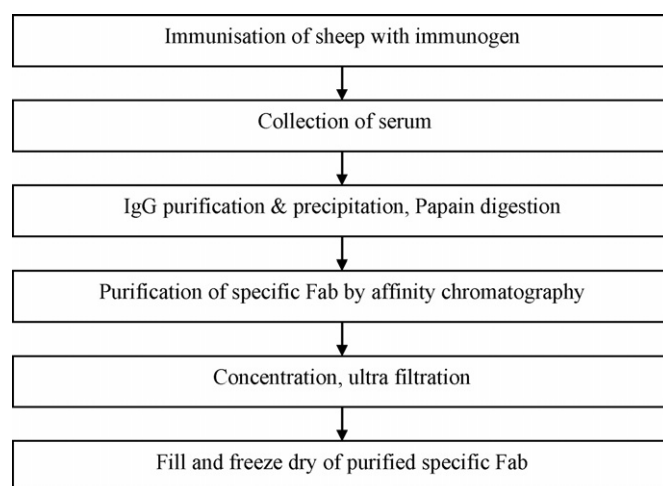 Immunisation of sheep with immunogen
Collection of serum
IgG purification & precipitation, Papain digestion
Purification of specific Fab by affinity chromatography
Concentration, ultra filtration
Fill and freeze dry of purified specific Fab